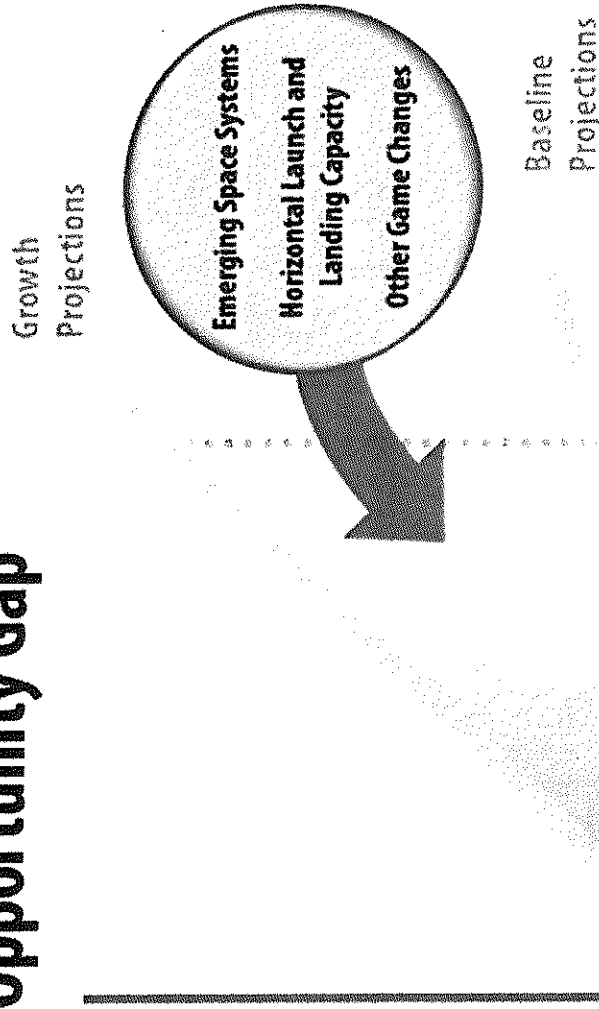 Opportunity Gap
Growth
Projections
Emerging Space Systems
Horizontal Launch and
Landing Capacity
Other Game Changes
Baseline
Projections